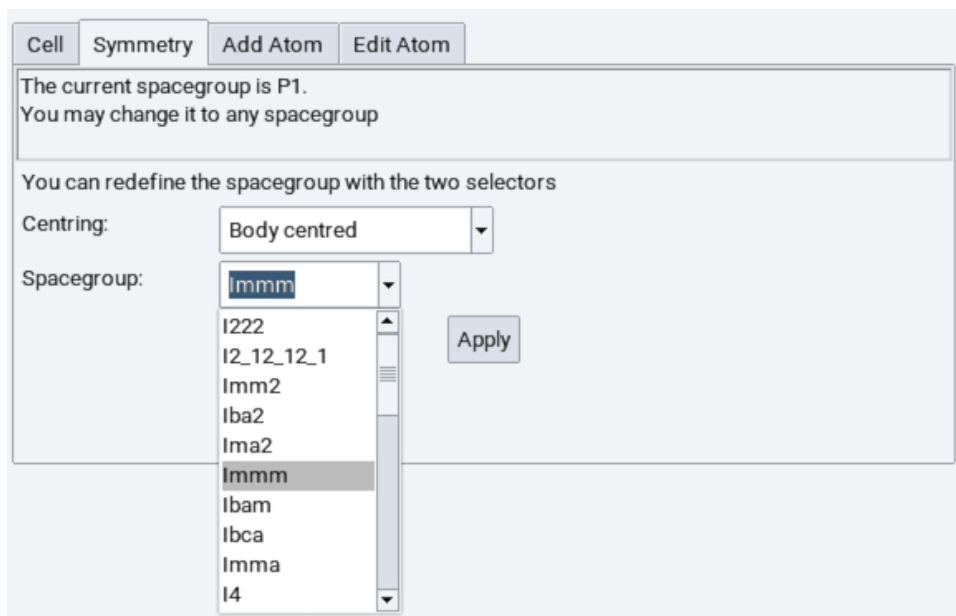 Cell Symmetry Add Atom Edit Atom
The current spacegroup is P1.
You may change it to any spacegroup
You can redefine the spacegroup with the two selectors
Centring: Body centred
Spacegroup: Immm
I222
I2_12_12_1
Imm2
Iba2
Ima2
Immm
Ibam
Ibca
Imma
I4
Apply